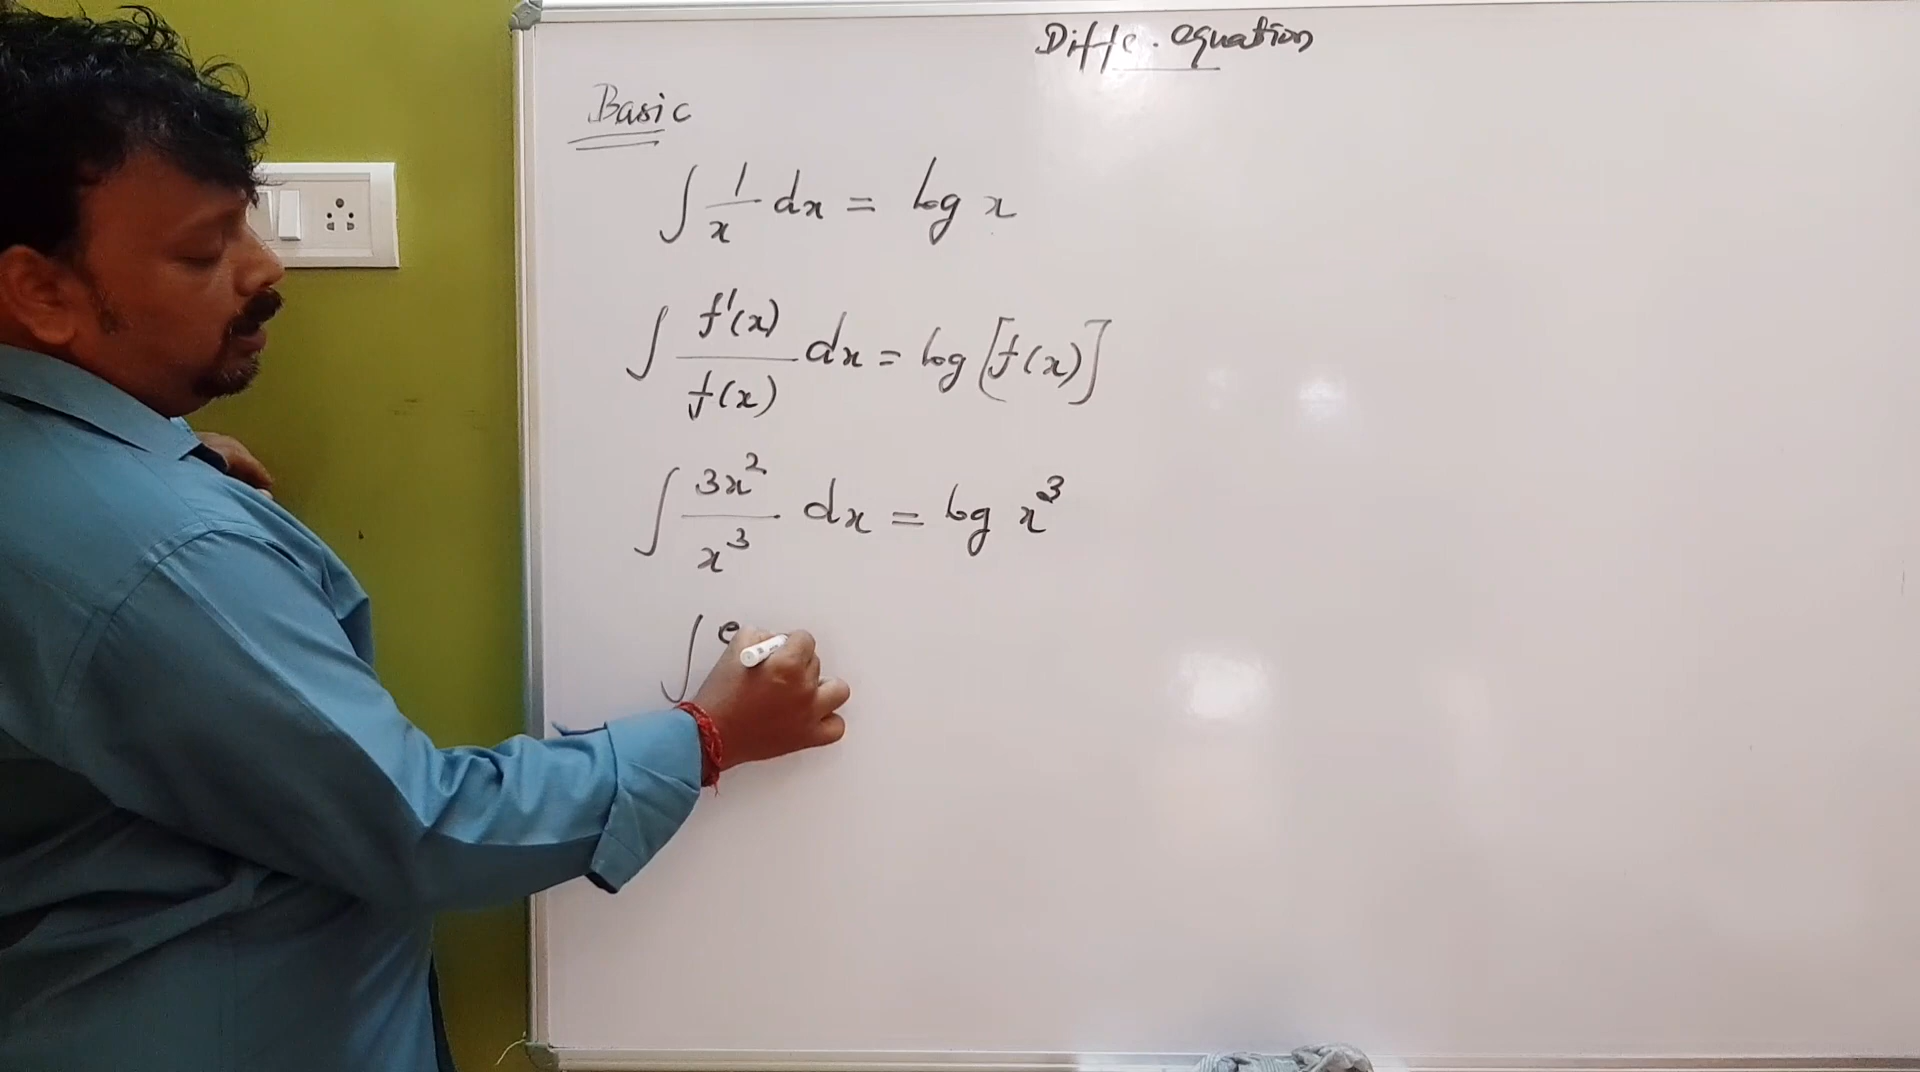 Diffe. equation
Basic
∫ 1/x dx = log x
∫ f'(x)/f(x) dx = log [f(x)]
∫ 3x²/x³ dx = log x³
∫ e